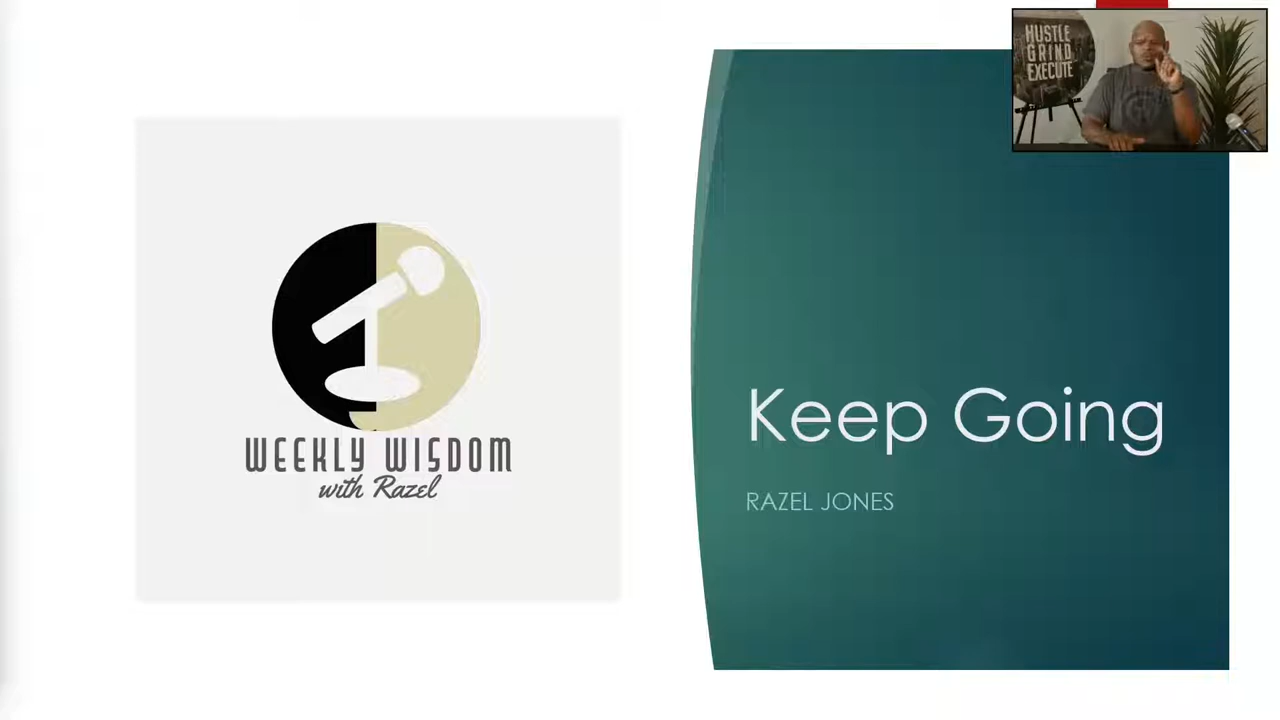 HUSTLE
GRIND
EXECUTE
WEEKLY WISDOM
with Razel
Keep Going
RAZEL JONES